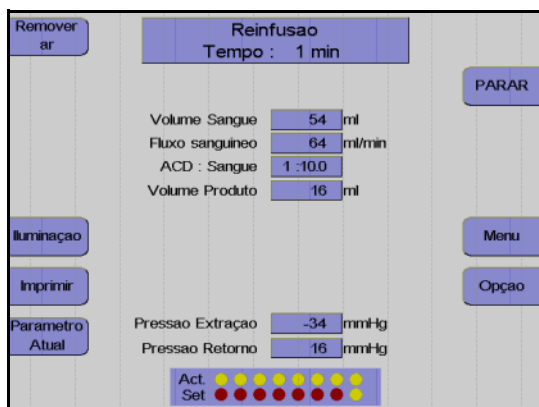 Remover
ar
Reinfusao
Tempo : 1 min
PARAR
Volume Sangue 54 ml
Fluxo sanguineo 64 ml/min
ACD : Sangue 1 :10.0
Volume Produto 16 ml
Iluminaçao
Menu
Imprimir
Opçao
Parametro
Atual
Pressao Extraçao -34 mmHg
Pressao Retorno 16 mmHg
Act.
Set